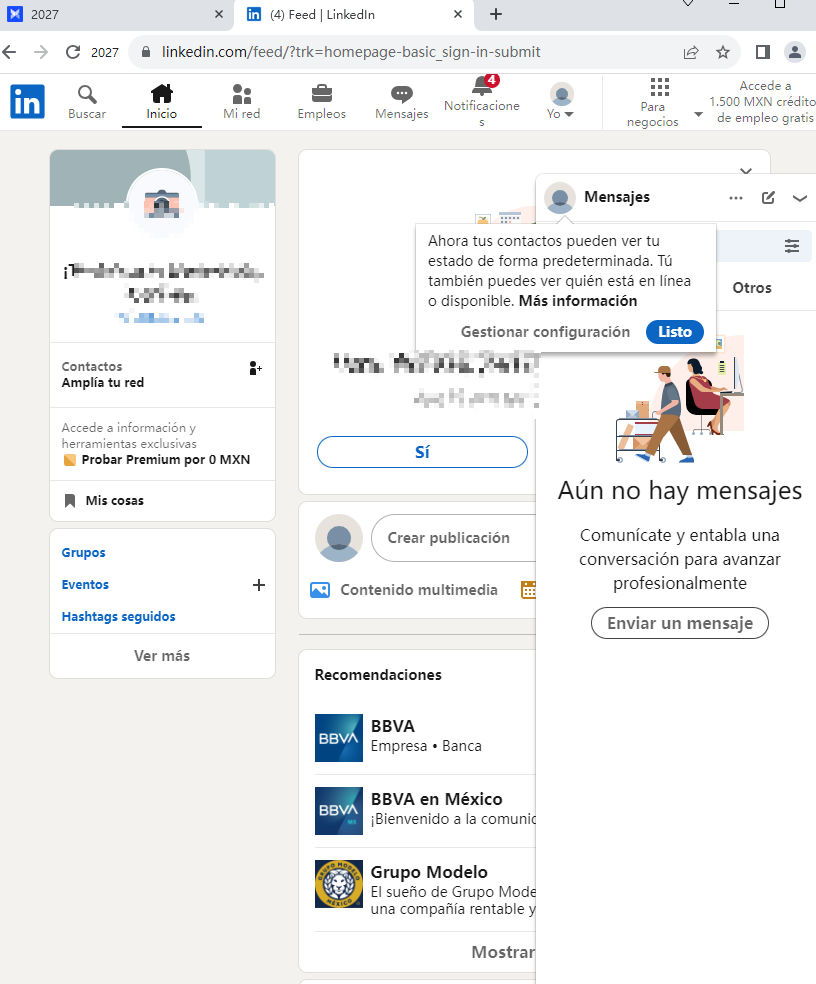 2027
(4) Feed | LinkedIn
2027
linkedin.com/feed/?trk=homepage-basic_sign-in-submit
in
Buscar
Inicio
Mi red
Empleos
Mensajes
4
Notificacione
s
Yo
Para
negocios
Accede a
1.500 MXN crédito
de empleo gratis
Contactos
Amplía tu red
Accede a información y
herramientas exclusivas
Probar Premium por 0 MXN
Mis cosas
Grupos
Eventos
Hashtags seguidos
Ver más
Sí
Crear publicación
Contenido multimedia
Recomendaciones
BBVA
BBVA
Empresa • Banca
BBVA
BBVA en México
¡Bienvenido a la comunic
GRUPO MODELO
MÉXICO
Grupo Modelo
El sueño de Grupo Mode
una compañía rentable y
Mostrar
Mensajes
Ahora tus contactos pueden ver tu
estado de forma predeterminada. Tú
también puedes ver quién está en línea
o disponible. Más información
Gestionar configuración
Listo
Otros
Aún no hay mensajes
Comunícate y entabla una
conversación para avanzar
profesionalmente
Enviar un mensaje